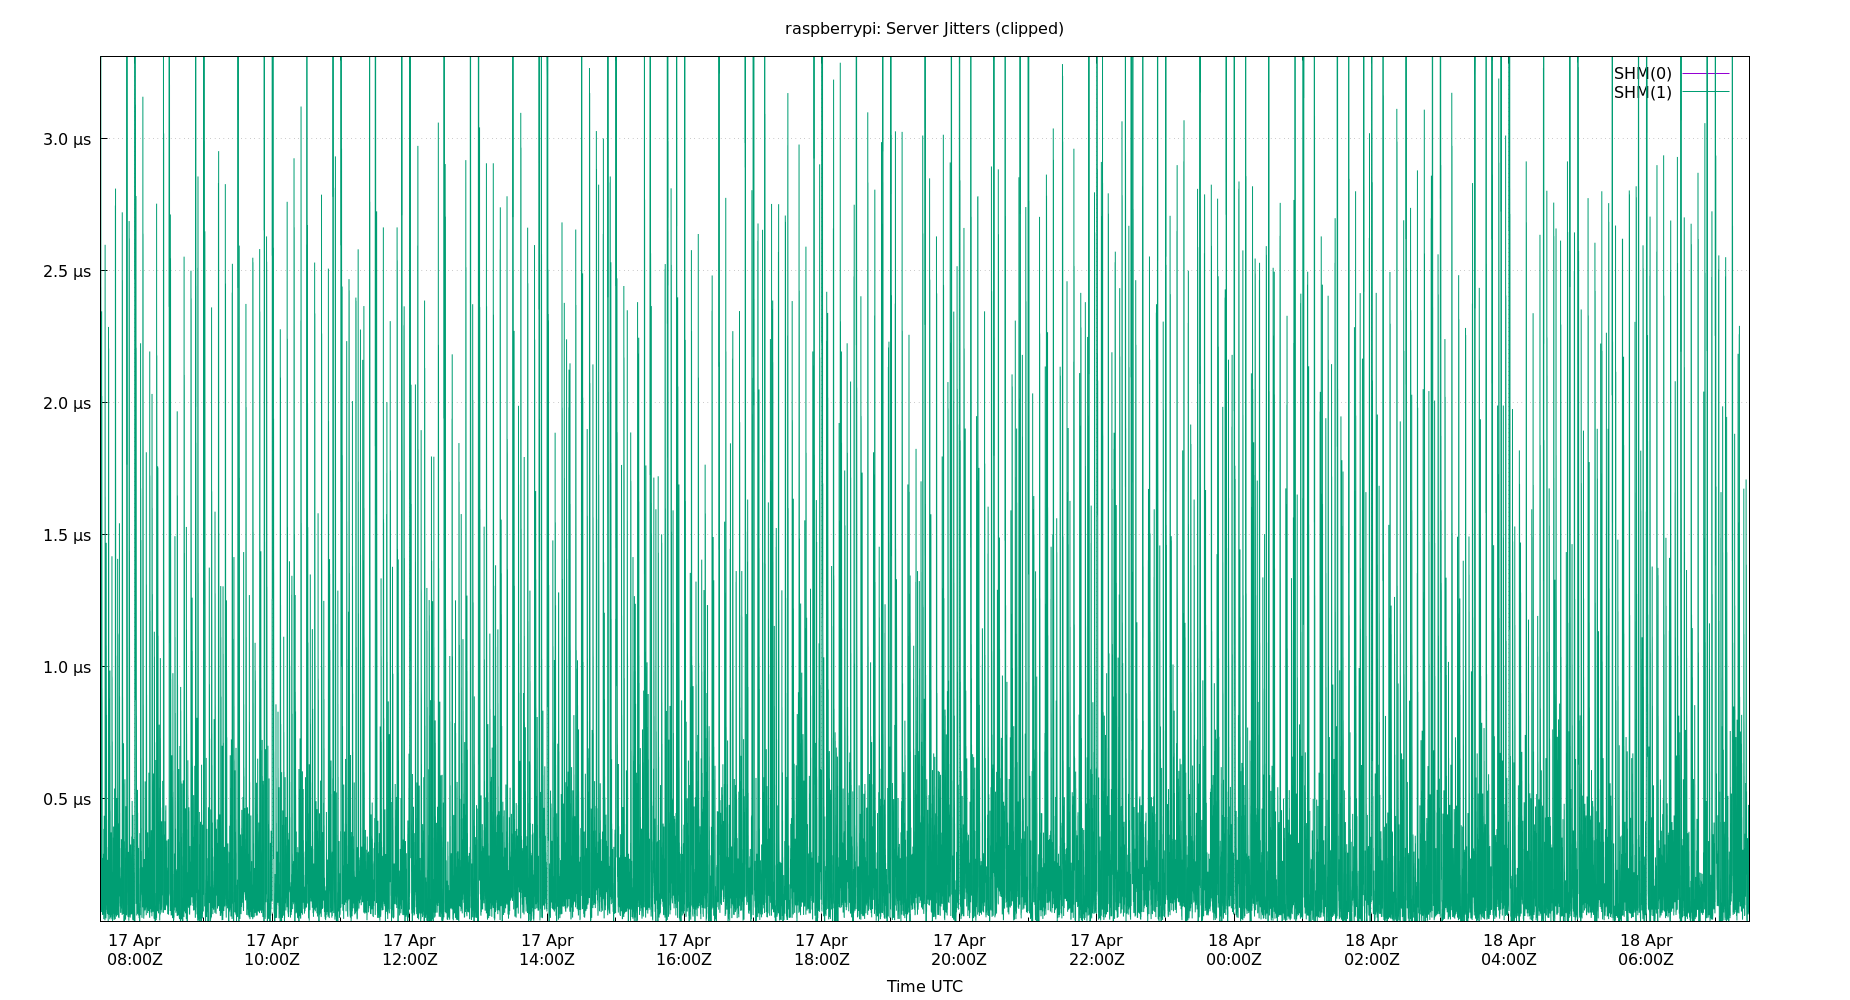 raspberrypi: Server Jitters (clipped)
SHM(0)
SHM(1)
3.0 μs
2.5 μs
2.0 μs
1.5 μs
1.0 μs
0.5 μs
17 Apr 17 Apr 17 Apr 17 Apr 17 Apr 17 Apr 17 Apr 17 Apr 18 Apr 18 Apr 18 Apr 18 Apr
08:00Z 10:00Z 12:00Z 14:00Z 16:00Z 18:00Z 20:00Z 22:00Z 00:00Z 02:00Z 04:00Z 06:00Z
Time UTC